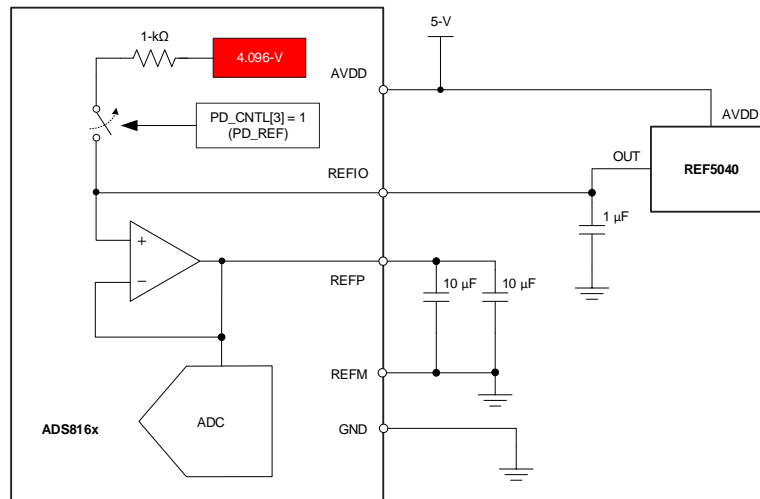 5-V
1-kΩ
4.096-V
AVDD
PD_CNTL[3] = 1
(PD_REF)
AVDD
OUT
REF5040
REFIO
1 µF
+
−
REFP
10 µF
10 µF
REFM
ADC
ADS816x
GND